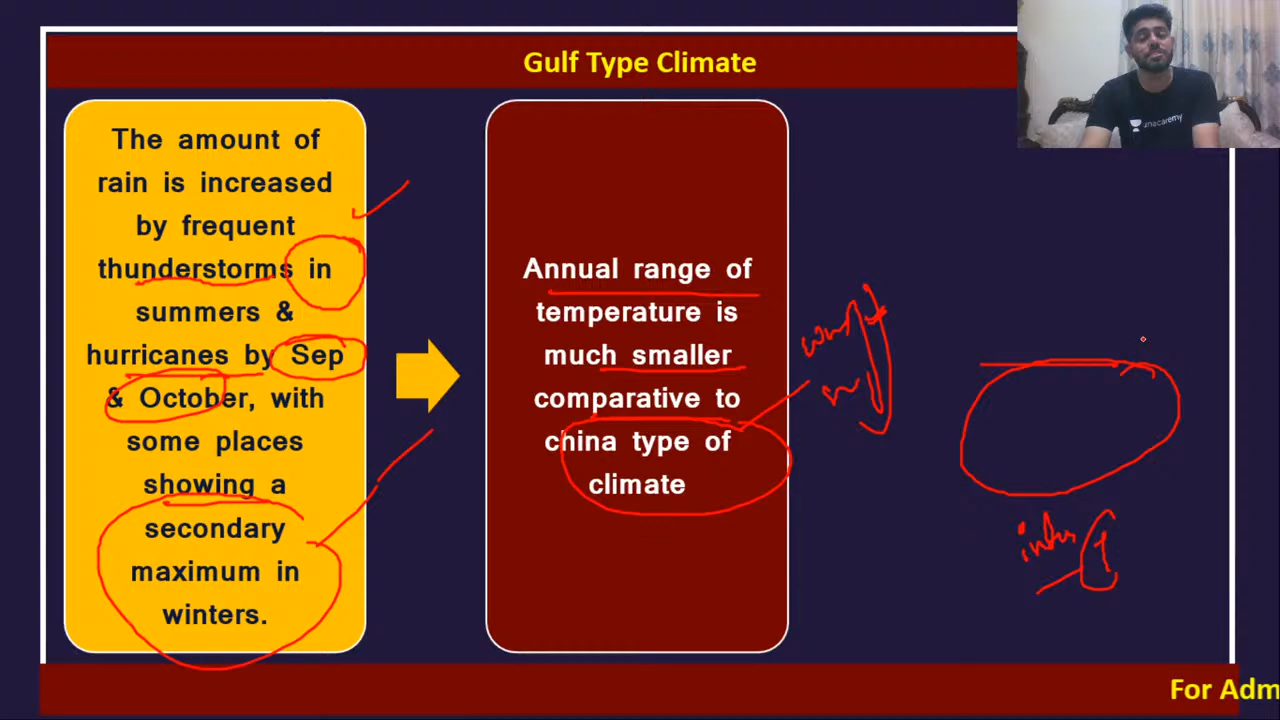 Gulf Type Climate
unacademy
The amount of
rain is increased
by frequent
thunderstorms in
summers &
hurricanes by Sep
& October, with
some places
showing a
secondary
maximum in
winters.
Annual range of
temperature is
much smaller
comparative to
china type of
climate
For Adm